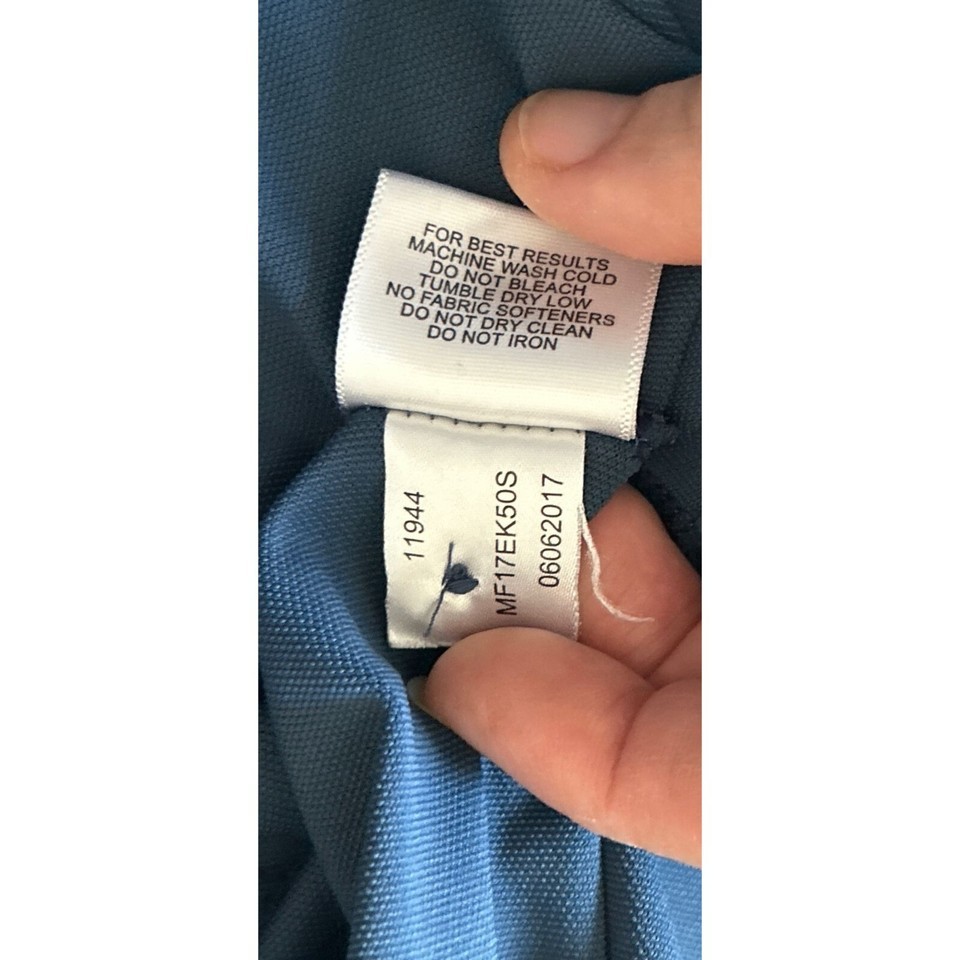 FOR BEST RESULTS
MACHINE WASH COLD
DO NOT BLEACH
TUMBLE DRY LOW
NO FABRIC SOFTENERS
DO NOT DRY CLEAN
DO NOT IRON
11944
MF17EK50S
06062017